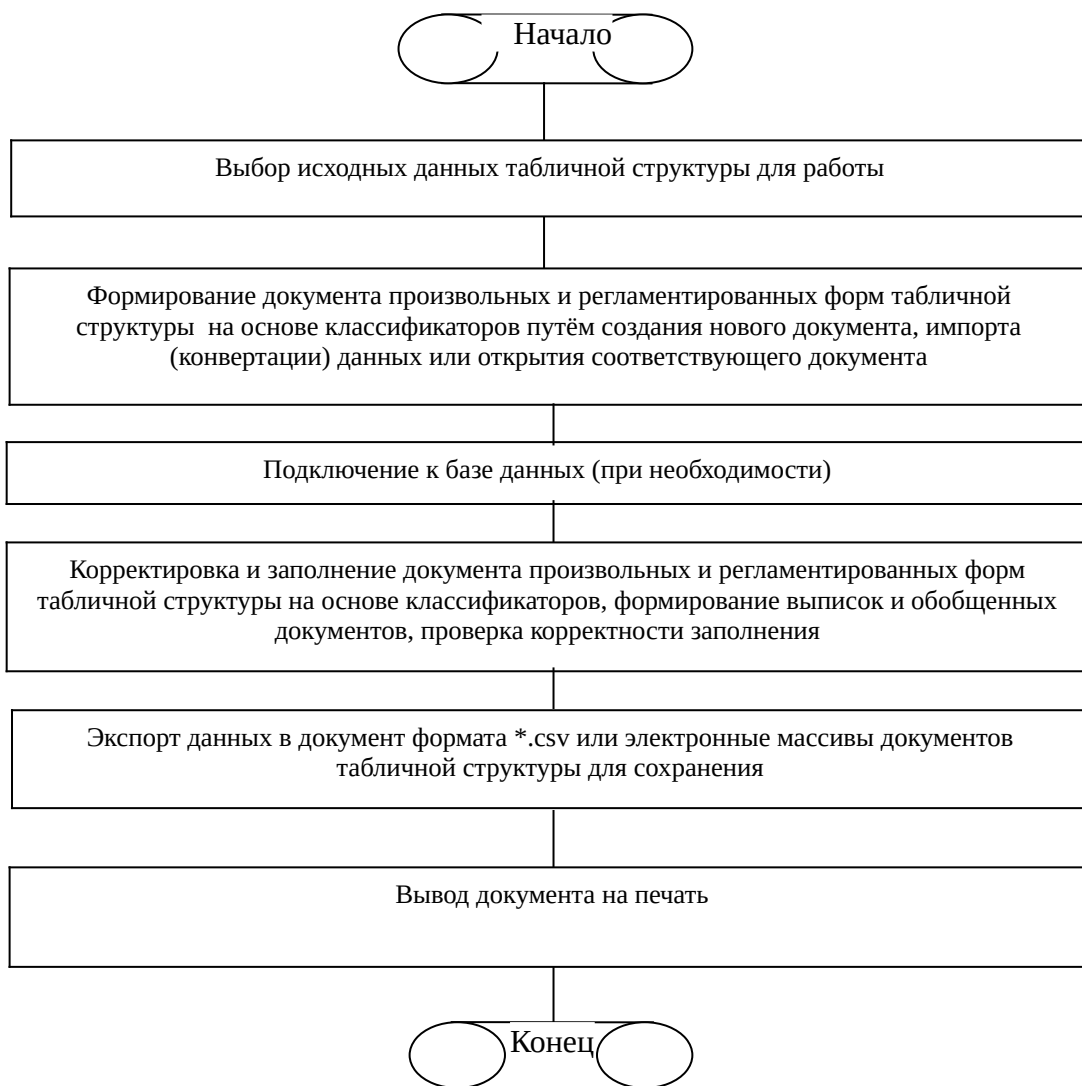 Начало
Выбор исходных данных табличной структуры для работы
Формирование документа произвольных и регламентированных форм табличной
структуры  на основе классификаторов путём создания нового документа, импорта
(конвертации) данных или открытия соответствующего документа
Подключение к базе данных (при необходимости)
Корректировка и заполнение документа произвольных и регламентированных форм
табличной структуры на основе классификаторов, формирование выписок и обобщенных
документов, проверка корректности заполнения
Экспорт данных в документ формата *.csv или электронные массивы документов
табличной структуры для сохранения
Вывод документа на печать
Конец